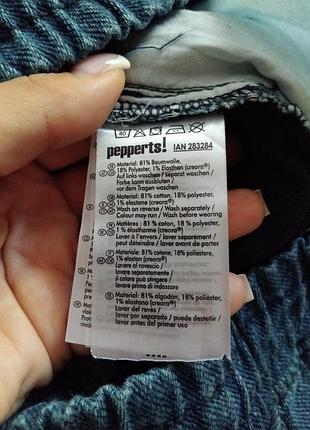 40
pepperts! IAN 283284
Material: 81% Baumwolle,
18% Polyester, 1% Elasthan (creora®)
Auf links waschen / Separat waschen /
Farbe kann ausbluten/
vor dem Tragen waschen
Material: 81% cotton, 18% polyester,
1% elastane (creora®)
Wash on reverse / Wash separately /
Colour may run / Wash before wearing
Matières: 81 % coton, 18 % polyester,
1 % élasthanne (creora®)
Laver à l'envers / laver séparément /
peut déteindre / laver avant de porter
Materiale: 81% cotone, 18% poliestere,
1% elastan (creora®)
Lavare al rovescio /
lavare separatamente /
il colore può stingere /
lavare prima di indossare
Material: 81% algodón, 18% poliéster,
1% elastano (creora®)
Lavar del revés /
lavar por separado / puede desteñir /
lavar antes del primer uso